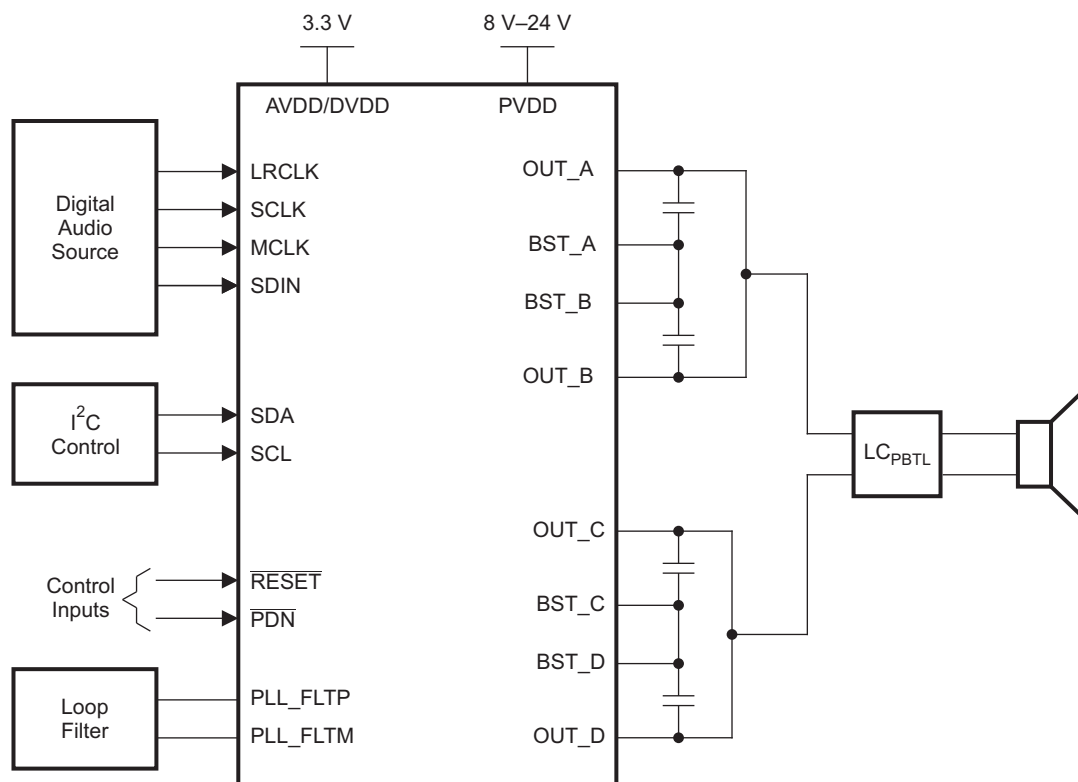 3.3 V
8 V–24 V
AVDD/DVDD
PVDD
Digital
Audio
Source
LRCLK
SCLK
MCLK
SDIN
OUT_A
BST_A
BST_B
OUT_B
I²C
Control
SDA
SCL
LC_PBTL
Control
Inputs
RESET
PDN
OUT_C
BST_C
BST_D
OUT_D
Loop
Filter
PLL_FLTP
PLL_FLTM